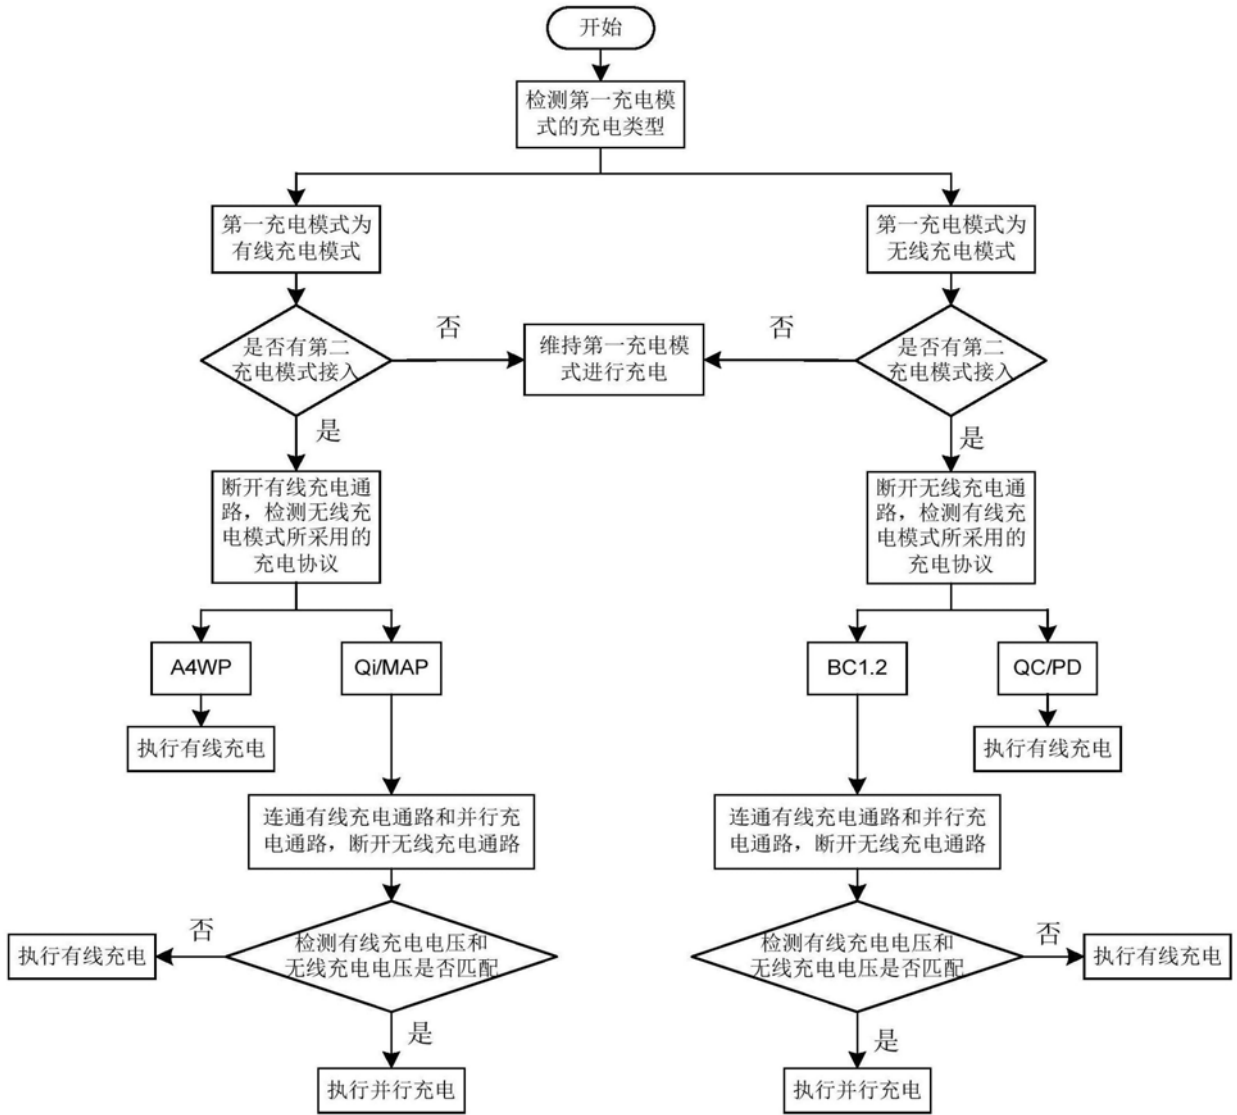 开始
检测第一充电模
式的充电类型
第一充电模式为
有线充电模式
第一充电模式为
无线充电模式
是否有第二
充电模式接入
否
维持第一充电模
式进行充电
否
是否有第二
充电模式接入
是
是
断开有线充电通
路，检测无线充
电模式所采用的
充电协议
断开无线充电通
路，检测有线充
电模式所采用的
充电协议
A4WP
Qi/MAP
BC1.2
QC/PD
执行有线充电
执行有线充电
连通有线充电通路和并行充
电通路，断开无线充电通路
连通有线充电通路和并行充
电通路，断开无线充电通路
执行有线充电
否
检测有线充电电压和
无线充电电压是否匹配
检测有线充电电压和
无线充电电压是否匹配
否
执行有线充电
是
是
执行并行充电
执行并行充电